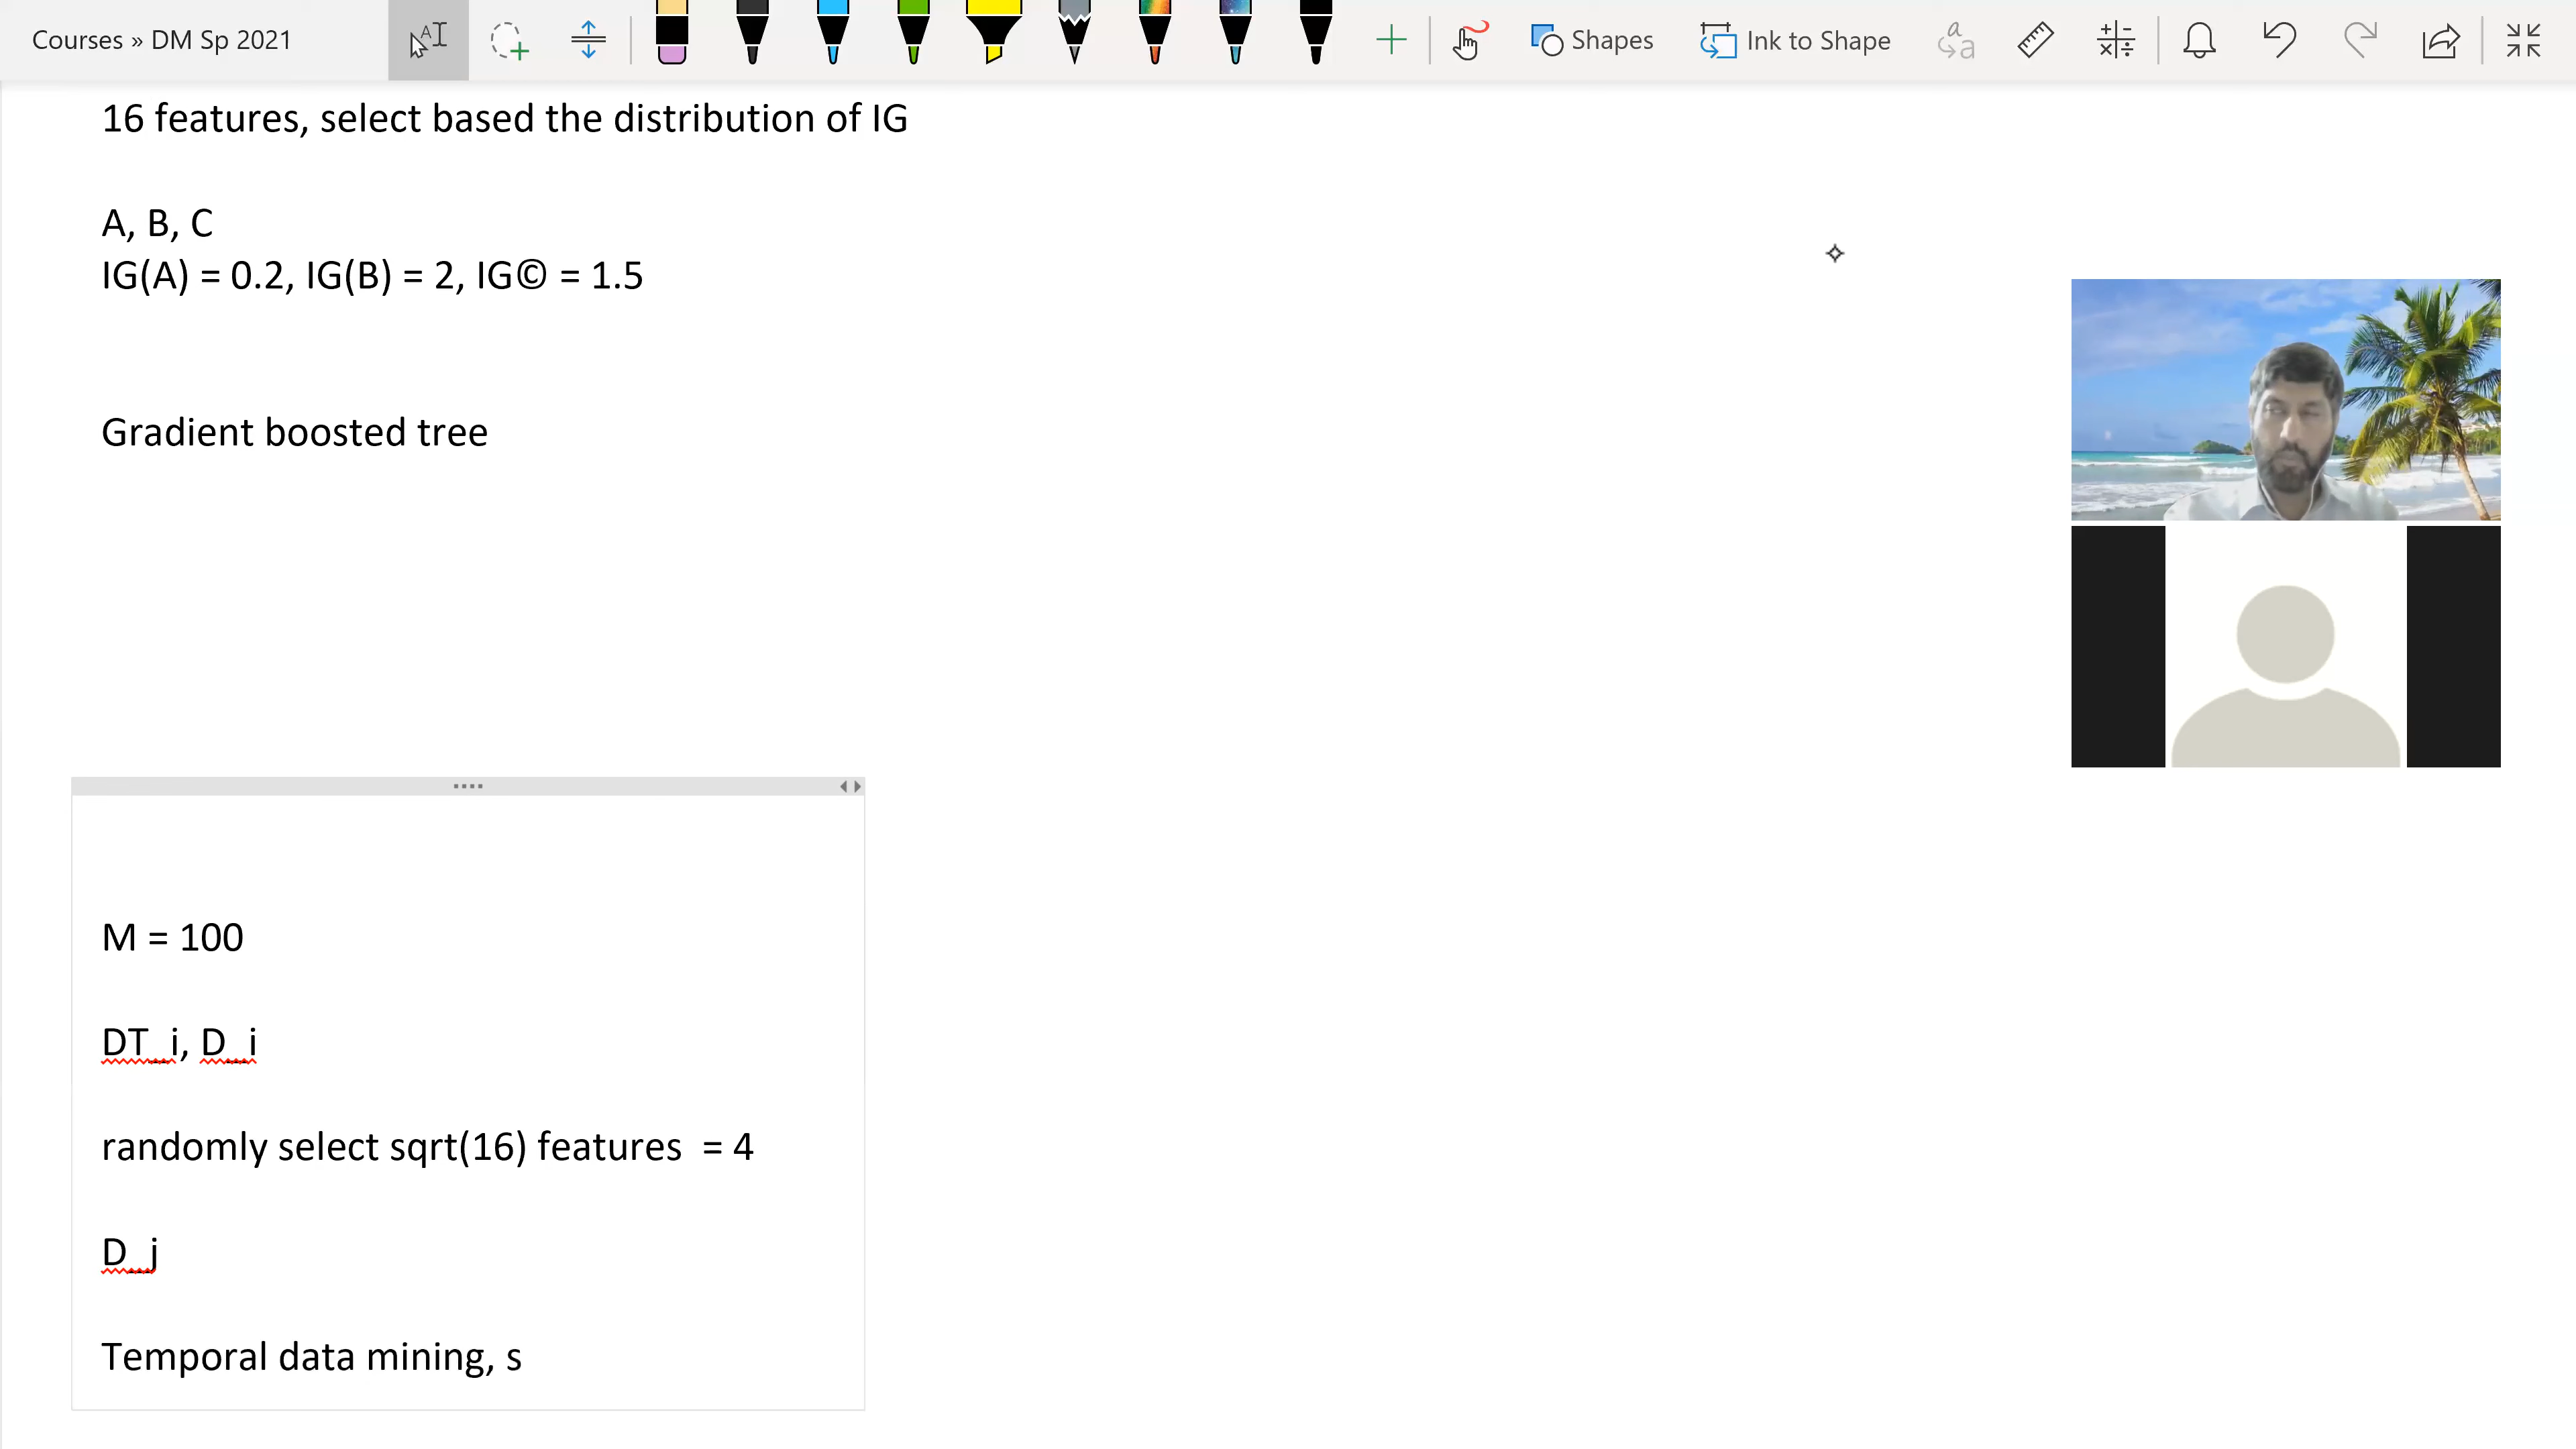 Courses » DM Sp 2021
Shapes
Ink to Shape
16 features, select based the distribution of IG
A, B, C
IG(A) = 0.2, IG(B) = 2, IG© = 1.5
Gradient boosted tree
M = 100
DT_i, D_i
randomly select sqrt(16) features  = 4
D_j
Temporal data mining, s